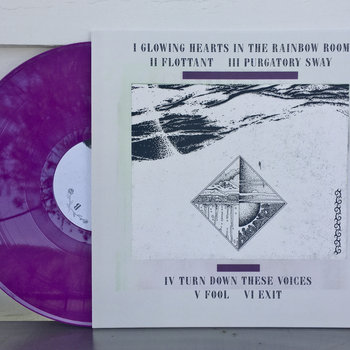 I GLOWING HEARTS IN THE RAINBOW ROOM
II FLOTTANT III PURGATORY SWAY
IV TURN DOWN THESE VOICES
V FOOL VI EXIT